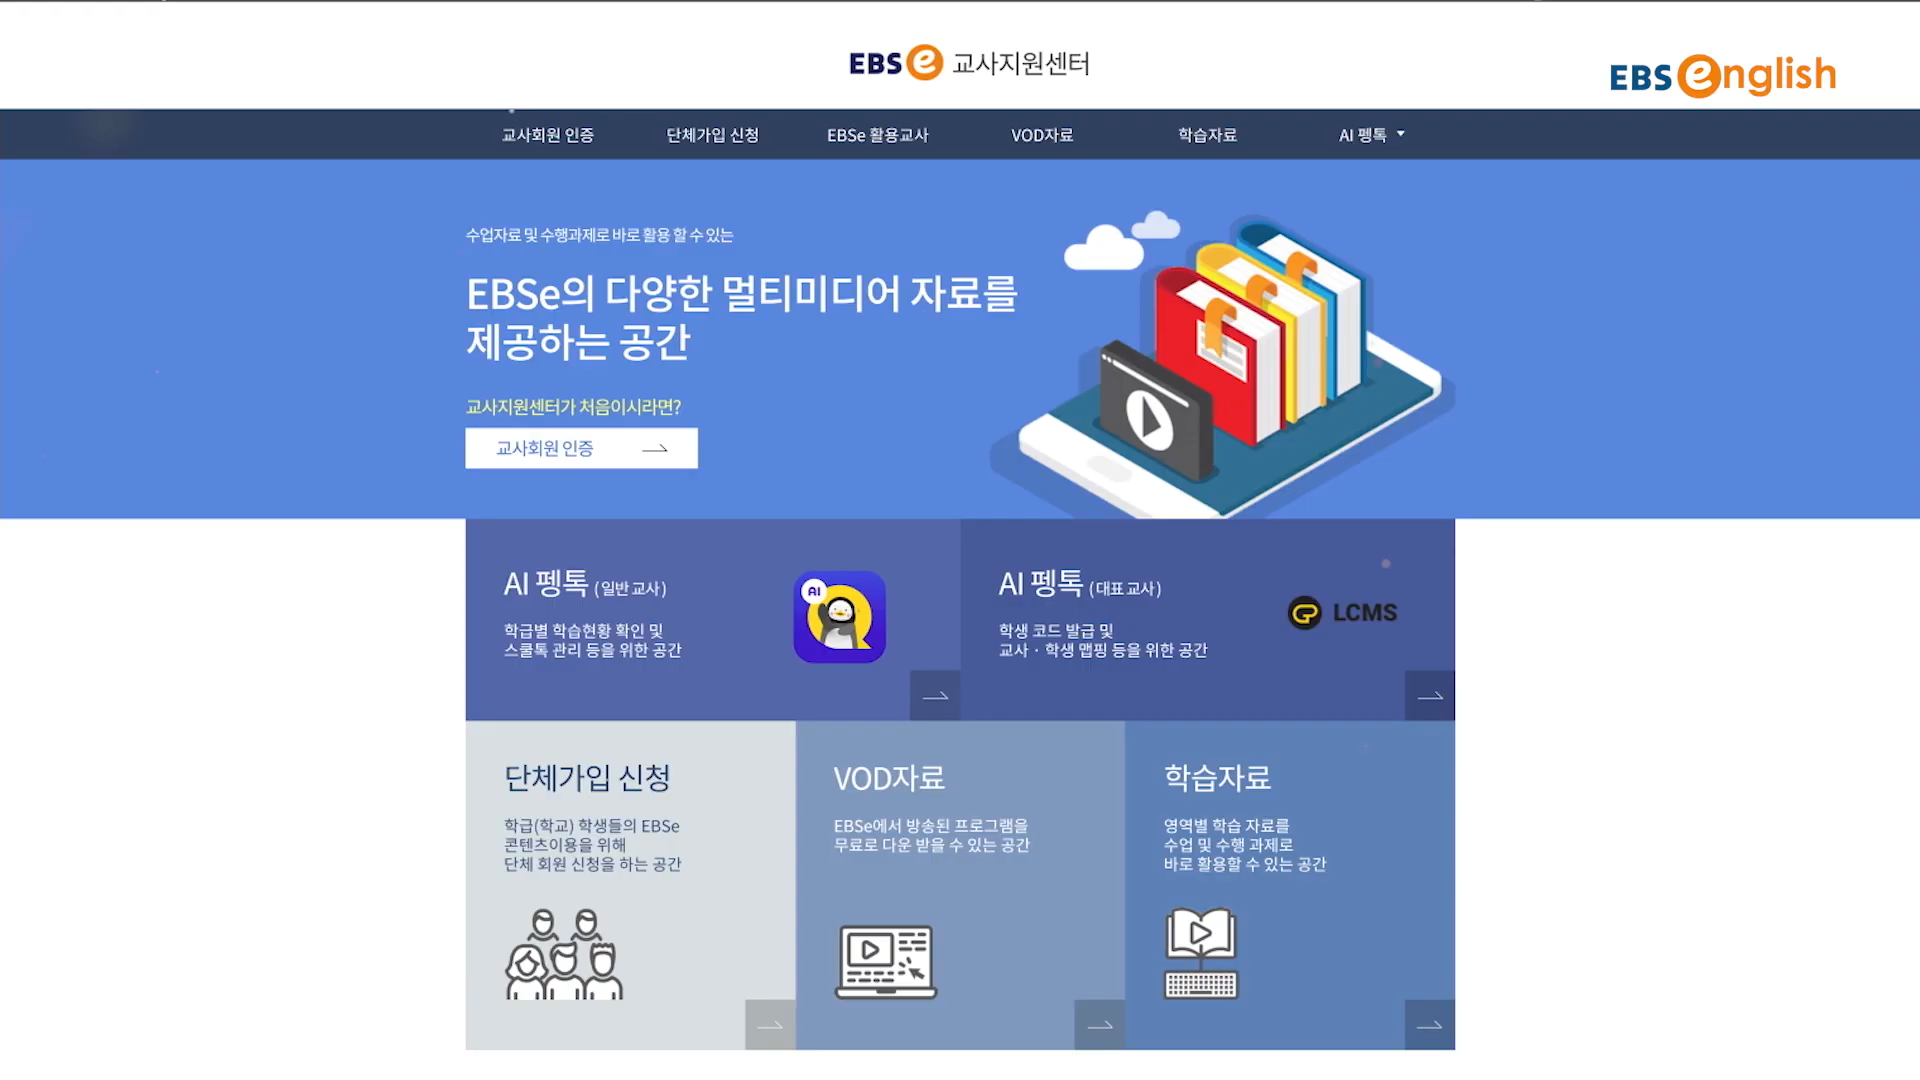 EBSe 교사지원센터
EBS english
교사회원 인증
단체가입 신청
EBSe 활용교사
VOD자료
학습자료
AI 펭톡
수업자료 및 수행과제로 바로 활용 할 수 있는
EBSe의 다양한 멀티미디어 자료를
제공하는 공간
교사지원센터가 처음이시라면?
교사회원 인증
AI 펭톡 (일반 교사)
학급별 학습현황 확인 및
스쿨톡 관리 등을 위한 공간
AI
AI 펭톡 (대표 교사)
학생 코드 발급 및
교사 · 학생 맵핑 등을 위한 공간
LCMS
단체가입 신청
학급(학교) 학생들의 EBSe
콘텐츠이용을 위해
단체 회원 신청을 하는 공간
VOD자료
EBSe에서 방송된 프로그램을
무료로 다운 받을 수 있는 공간
학습자료
영역별 학습 자료를
수업 및 수행 과제로
바로 활용할 수 있는 공간